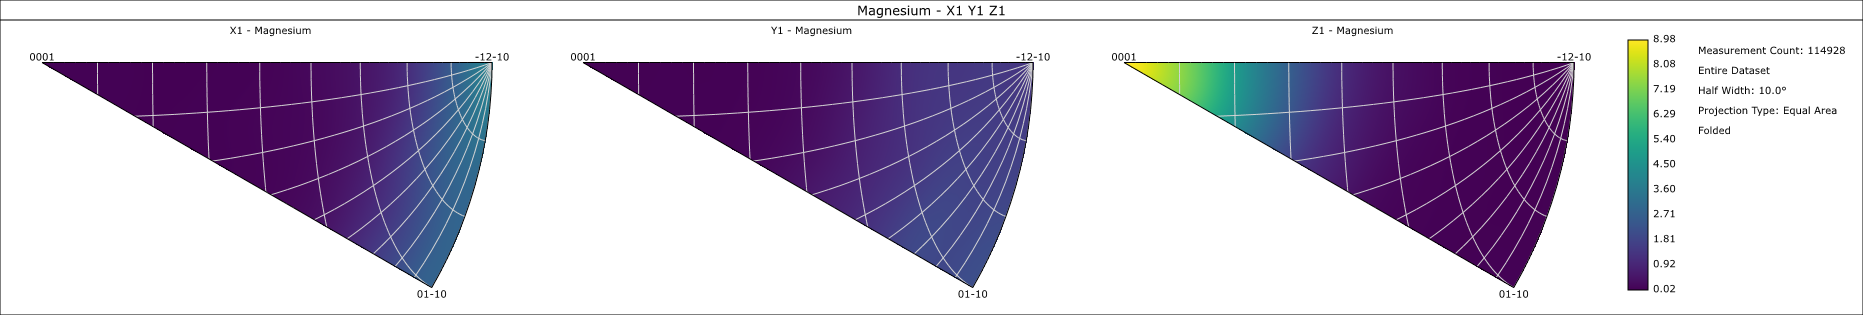 Magnesium - X1 Y1 Z1
X1 - Magnesium
Y1 - Magnesium
Z1 - Magnesium
0001
-12-10
01-10
0001
-12-10
01-10
0001
-12-10
01-10
8.98
8.08
7.19
6.29
5.40
4.50
3.60
2.71
1.81
0.92
0.02
Measurement Count: 114928
Entire Dataset
Half Width: 10.0°
Projection Type: Equal Area
Folded